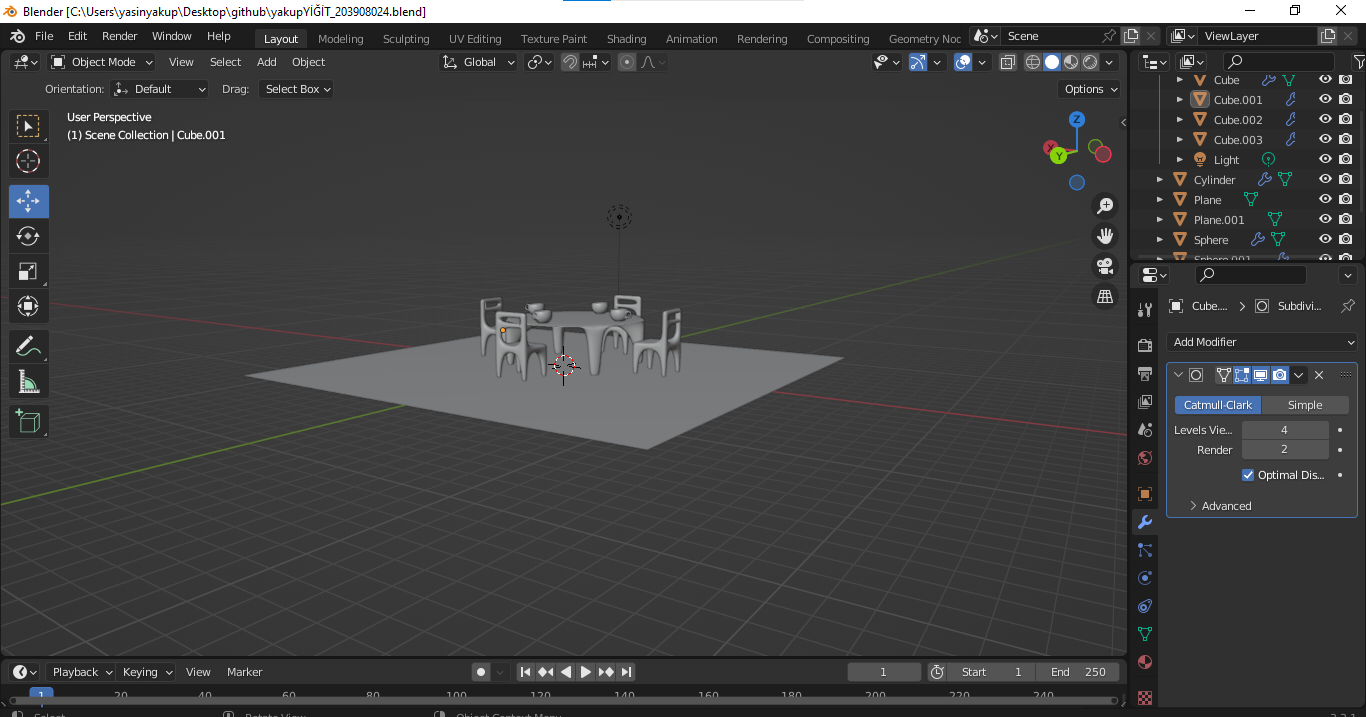 Blender [C:\Users\yasinyakup\Desktop\github\yakupYİĞİT_203908024.blend]
File Edit Render Window Help Layout Modeling Sculpting UV Editing Texture Paint Shading Animation Rendering Compositing Geometry Noc Scene ViewLayer
Object Mode View Select Add Object Global
Orientation: Default Drag: Select Box Options
User Perspective
(1) Scene Collection | Cube.001
X Y Z
Cube
Cube.001
Cube.002
Cube.003
Light
Cylinder
Plane
Plane.001
Sphere
Sphere.001
Cube.... Subdivi...
Add Modifier
Catmull-Clark Simple
Levels Vie... 4
Render 2
Optimal Dis...
Advanced
Playback Keying View Marker 1 Start 1 End 250
1 20 40 60 80 100 120 140 160 180 200 220 240
Select Rotate View Object Context Menu